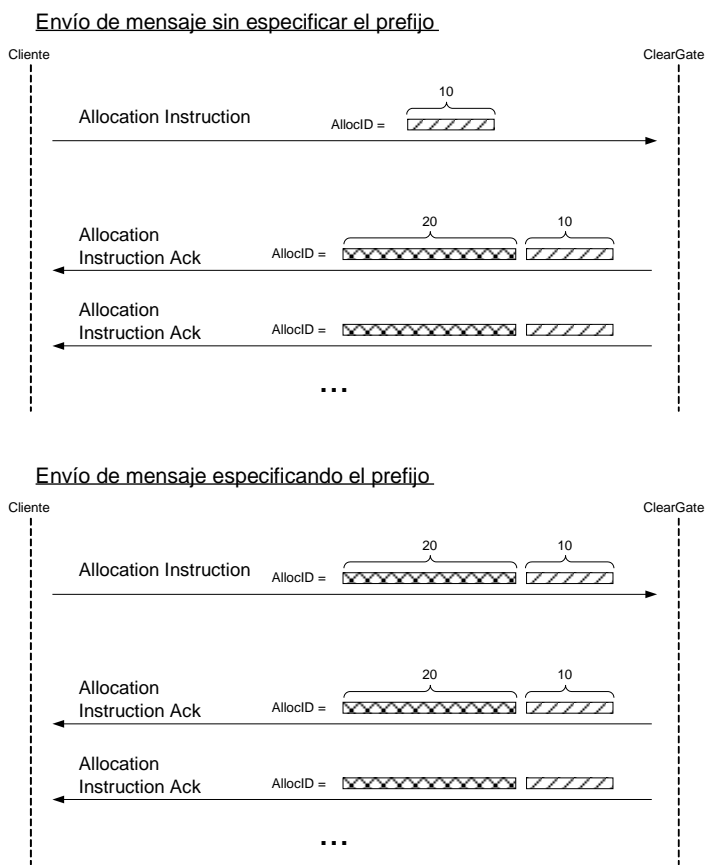 Envío de mensaje sin especificar el prefijo
Cliente
ClearGate
10
Allocation Instruction
AllocID =
20
10
Allocation
Instruction Ack
AllocID =
Allocation
Instruction Ack
AllocID =
...
Envío de mensaje especificando el prefijo
Cliente
ClearGate
20
10
Allocation Instruction
AllocID =
20
10
Allocation
Instruction Ack
AllocID =
Allocation
Instruction Ack
AllocID =
...